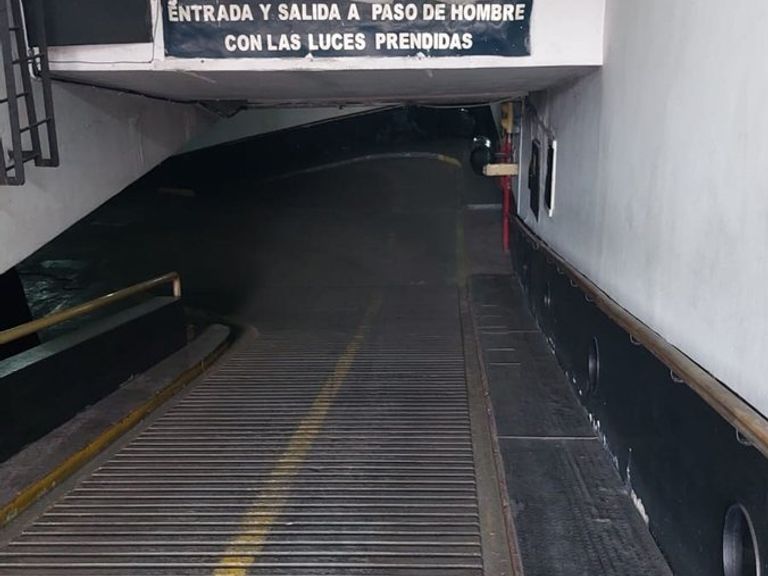 ENTRADA Y SALIDA A PASO DE HOMBRE
CON LAS LUCES PRENDIDAS